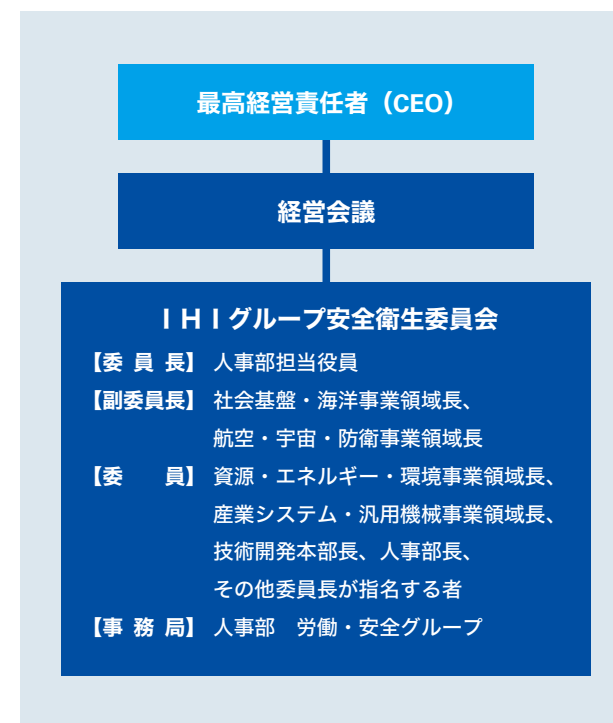 最高経営責任者（CEO）
経営会議
ＩＨＩグループ安全衛生委員会
【委 員 長】 人事部担当役員
【副委員長】 社会基盤・海洋事業領域長、
航空・宇宙・防衛事業領域長
【委　　員】 資源・エネルギー・環境事業領域長、
産業システム・汎用機械事業領域長、
技術開発本部長、人事部長、
その他委員長が指名する者
【事 務 局】 人事部　労働・安全グループ